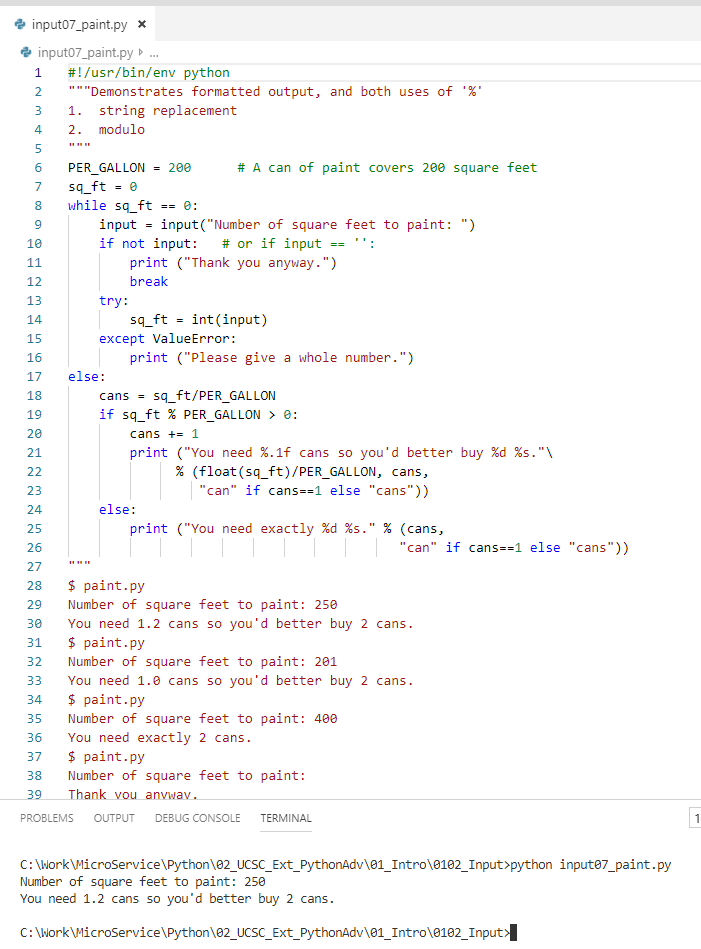 input07_paint.py ×
input07_paint.py ▸ ...
1 #!/usr/bin/env python
2 """Demonstrates formatted output, and both uses of '%'
3 1.  string replacement
4 2.  modulo
5 """
6 PER_GALLON = 200      # A can of paint covers 200 square feet
7 sq_ft = 0
8 while sq_ft == 0:
9     input = input("Number of square feet to paint: ")
10     if not input:   # or if input == '':
11         print ("Thank you anyway.")
12         break
13     try:
14         sq_ft = int(input)
15     except ValueError:
16         print ("Please give a whole number.")
17 else:
18     cans = sq_ft/PER_GALLON
19     if sq_ft % PER_GALLON > 0:
20         cans += 1
21         print ("You need %.1f cans so you'd better buy %d %s."\
22               % (float(sq_ft)/PER_GALLON, cans,
23                  "can" if cans==1 else "cans"))
24     else:
25         print ("You need exactly %d %s." % (cans,
26                                            "can" if cans==1 else "cans"))
27 """
28 $ paint.py
29 Number of square feet to paint: 250
30 You need 1.2 cans so you'd better buy 2 cans.
31 $ paint.py
32 Number of square feet to paint: 201
33 You need 1.0 cans so you'd better buy 2 cans.
34 $ paint.py
35 Number of square feet to paint: 400
36 You need exactly 2 cans.
37 $ paint.py
38 Number of square feet to paint:
39 Thank you anyway.
PROBLEMS OUTPUT DEBUG CONSOLE TERMINAL 1
C:\Work\MicroService\Python\02_UCSC_Ext_PythonAdv\01_Intro\0102_Input>python input07_paint.py
Number of square feet to paint: 250
You need 1.2 cans so you'd better buy 2 cans.
C:\Work\MicroService\Python\02_UCSC_Ext_PythonAdv\01_Intro\0102_Input>